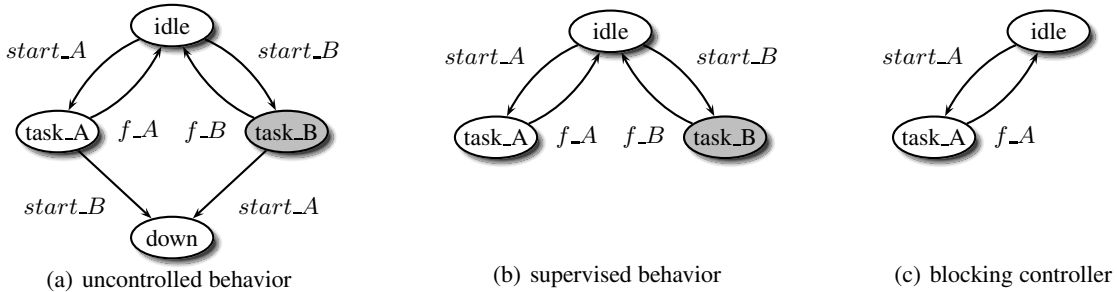 idle
start_A
start_B
task_A
f_A
f_B
task_B
start_B
start_A
down
(a) uncontrolled behavior
idle
start_A
start_B
task_A
f_A
f_B
task_B
(b) supervised behavior
idle
start_A
task_A
f_A
(c) blocking controller